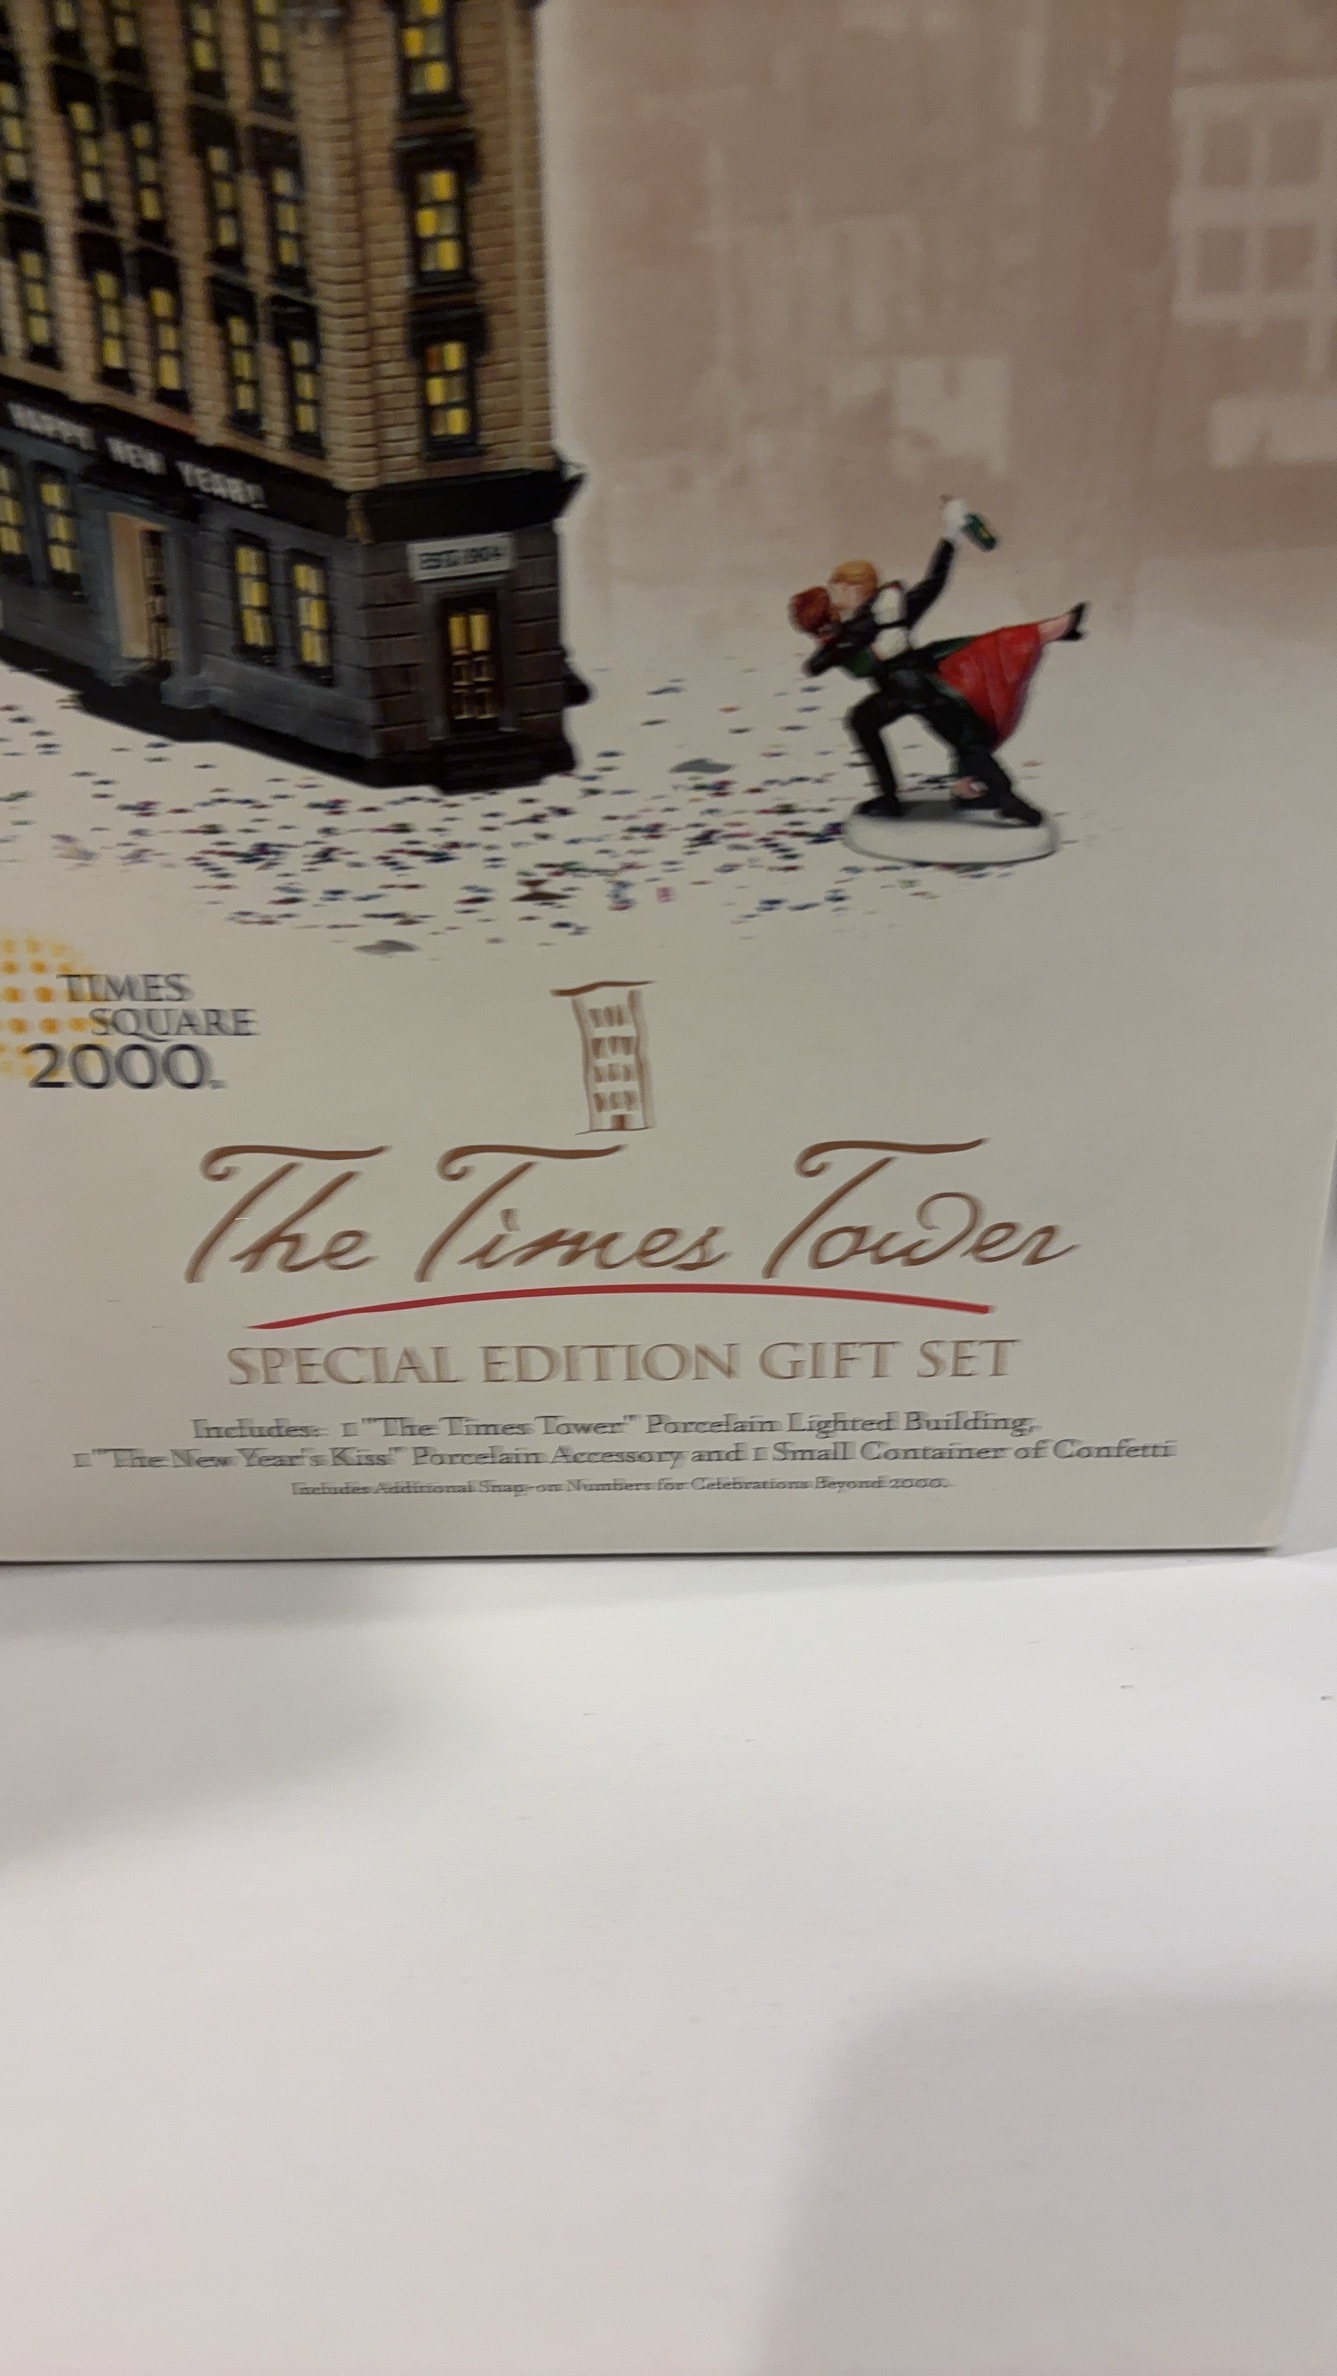 HAPPY NEW YEAR!!
EST. 1904
TIMES
SQUARE
2000.
The Times Tower
SPECIAL EDITION GIFT SET
Includes: 1 "The Times Tower" Porcelain Lighted Building,
1 "The New Year's Kiss" Porcelain Accessory and 1 Small Container of Confetti
Includes Additional Snap-on Numbers for Celebrations Beyond 2000.